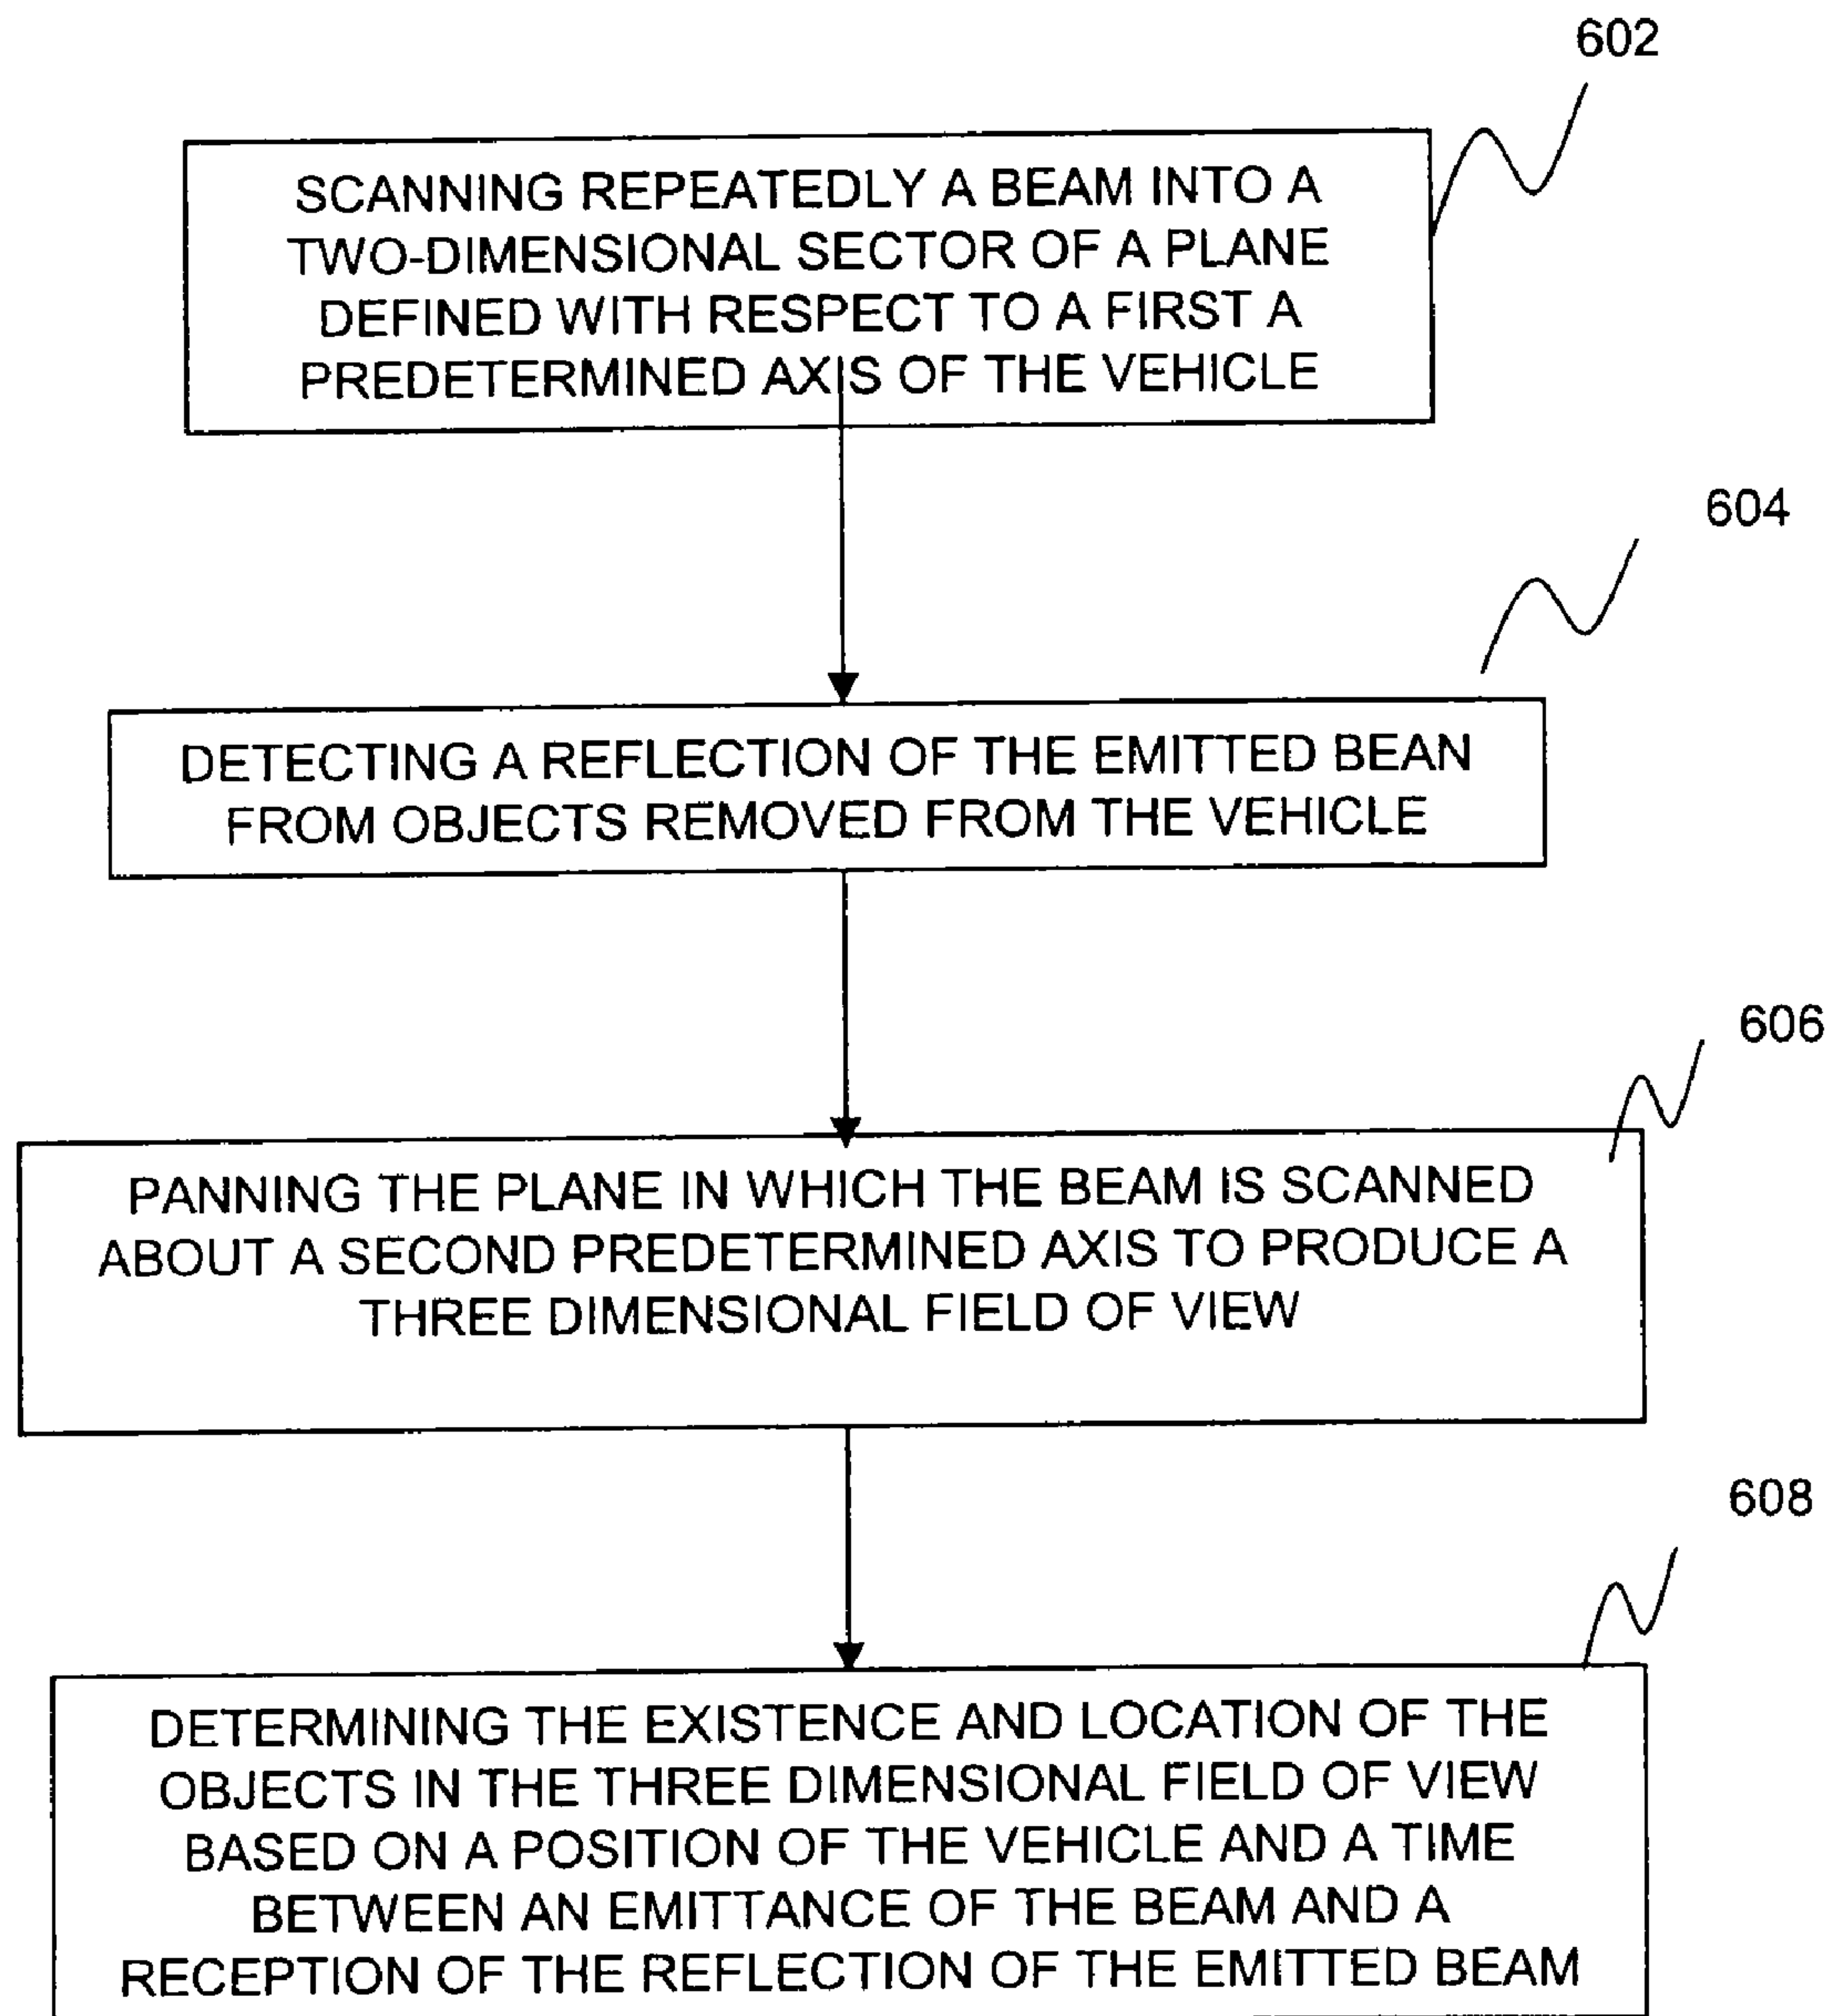 602
SCANNING REPEATEDLY A BEAM INTO A
TWO-DIMENSIONAL SECTOR OF A PLANE
DEFINED WITH RESPECT TO A FIRST A
PREDETERMINED AXIS OF THE VEHICLE
604
DETECTING A REFLECTION OF THE EMITTED BEAN
FROM OBJECTS REMOVED FROM THE VEHICLE
606
PANNING THE PLANE IN WHICH THE BEAM IS SCANNED
ABOUT A SECOND PREDETERMINED AXIS TO PRODUCE A
THREE DIMENSIONAL FIELD OF VIEW
608
DETERMINING THE EXISTENCE AND LOCATION OF THE
OBJECTS IN THE THREE DIMENSIONAL FIELD OF VIEW
BASED ON A POSITION OF THE VEHICLE AND A TIME
BETWEEN AN EMITTANCE OF THE BEAM AND A
RECEPTION OF THE REFLECTION OF THE EMITTED BEAM